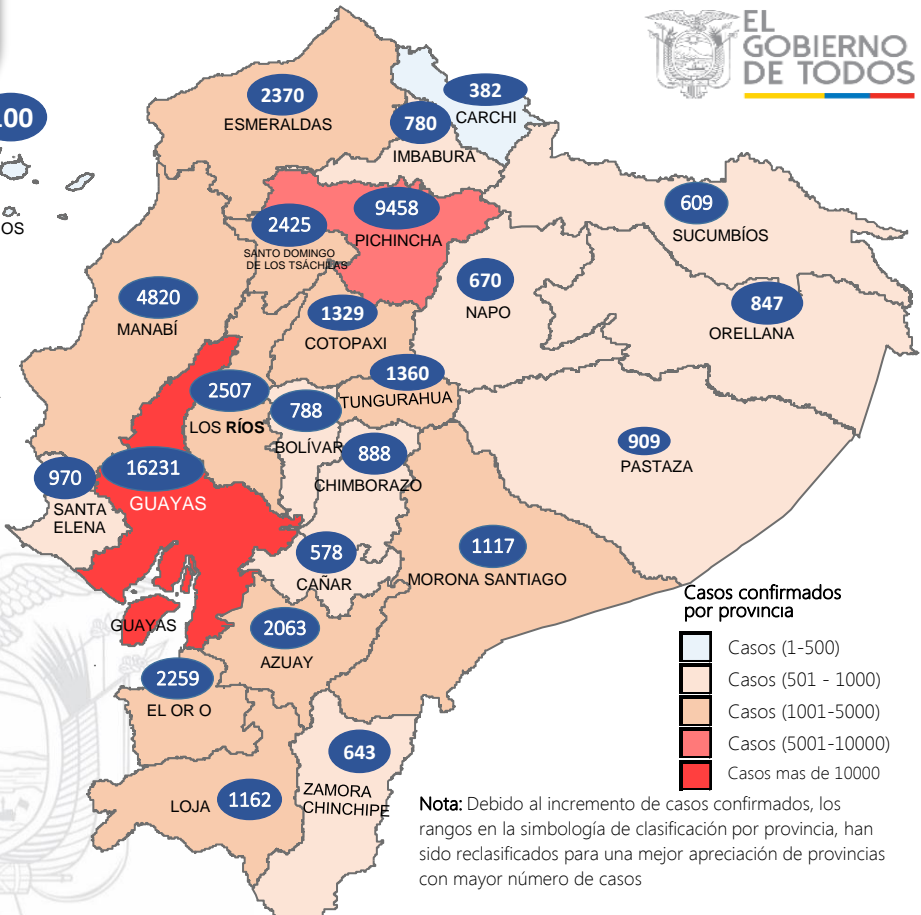 EL
GOBIERNO
DE TODOS
2370
ESMERALDAS
382
CARCHI
780
IMBABURA
.00
OS
609
SUCUMBÍOS
9458
PICHINCHA
2425
SANTO DOMINGO
DE LOS TSÁCHILAS
670
NAPO
847
ORELLANA
4820
MANABÍ
1329
COTOPAXI
1360
TUNGURAHUA
2507
LOS RÍOS
788
BOLÍVAR
909
PASTAZA
888
CHIMBORAZO
970
SANTA
ELENA
16231
GUAYAS
578
CAÑAR
1117
MORONA SANTIAGO
GUAYAS
2063
AZUAY
2259
EL OR O
643
ZAMORA
CHINCHIPE
LOJA 1162
Casos confirmados
por provincia
Casos (1-500)
Casos (501 - 1000)
Casos (1001-5000)
Casos (5001-10000)
Casos mas de 10000
Nota: Debido al incremento de casos confirmados, los
rangos en la simbología de clasificación por provincia, han
sido reclasificados para una mejor apreciación de provincias
con mayor número de casos